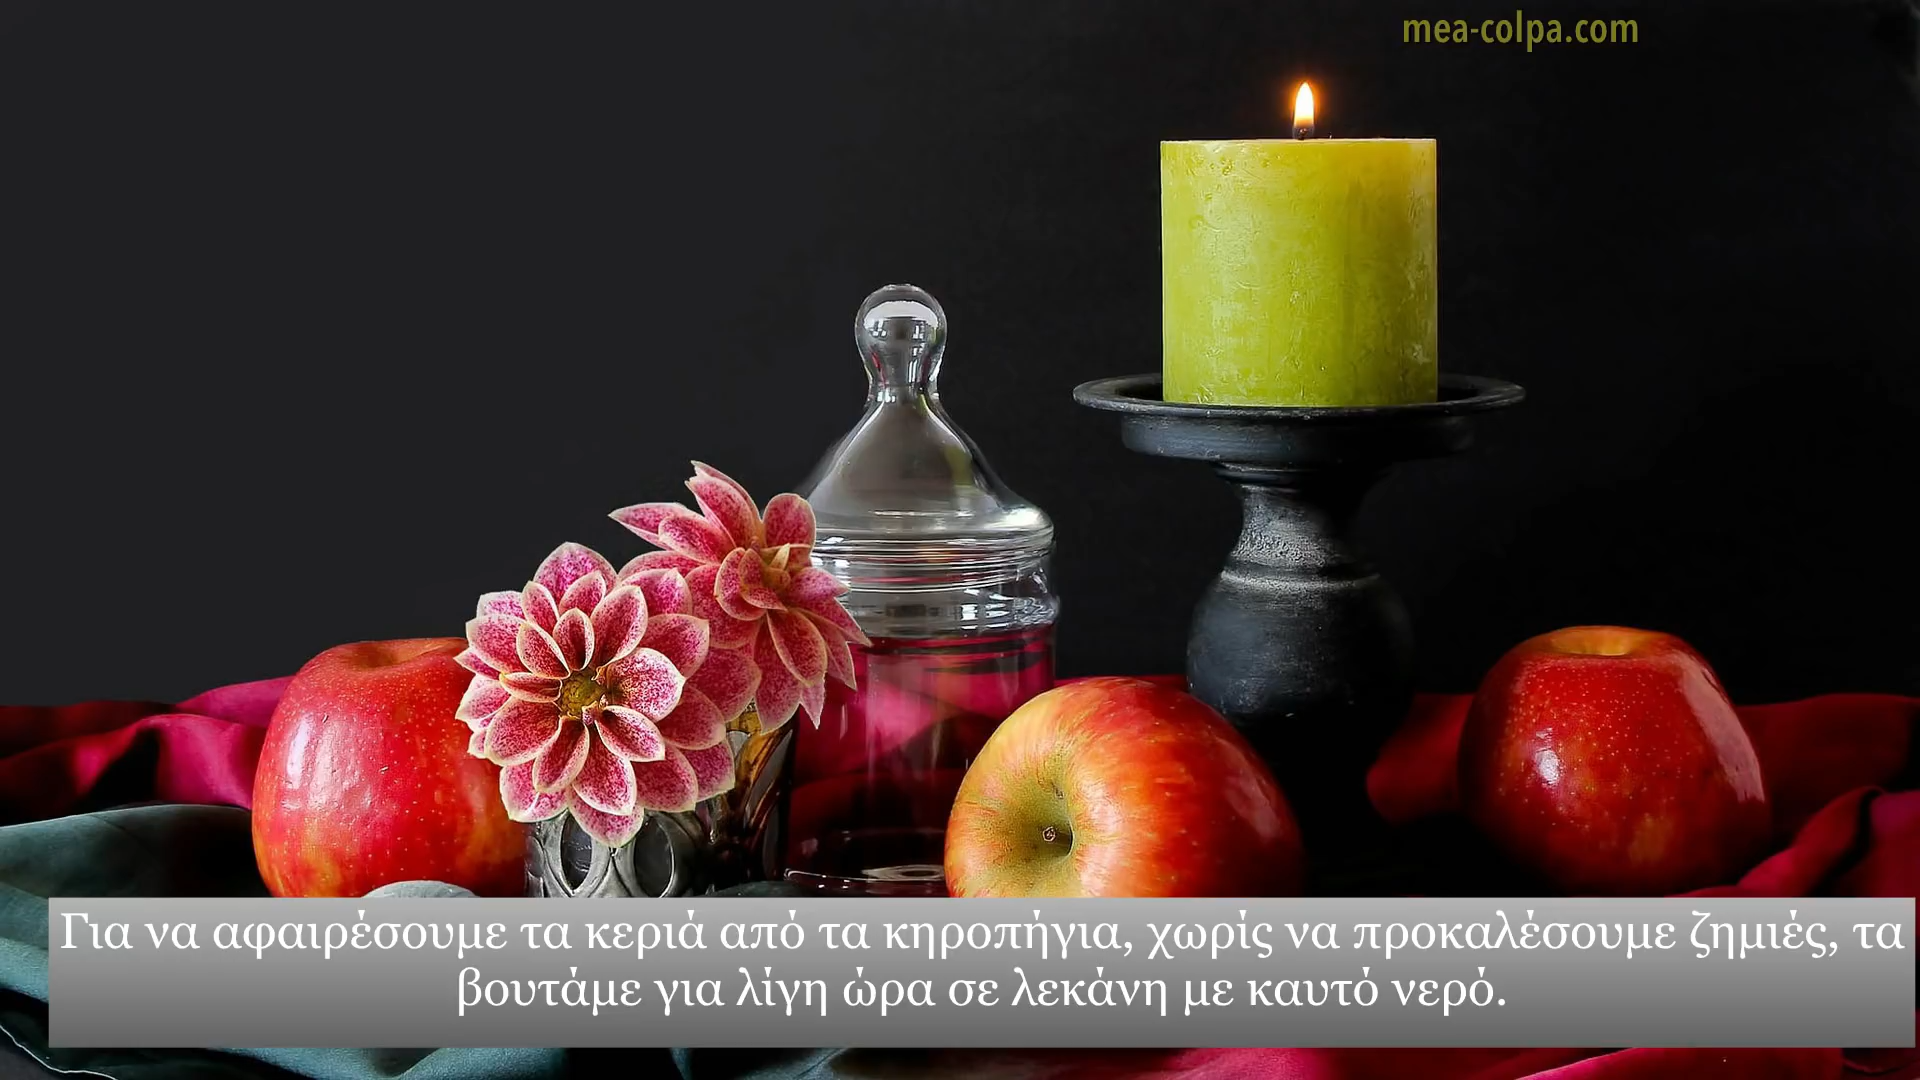 mea-colpa.com
Για να αφαιρέσουμε τα κεριά από τα κηροπήγια, χωρίς να προκαλέσουμε ζημιές, τα
βουτάμε για λίγη ώρα σε λεκάνη με καυτό νερό.